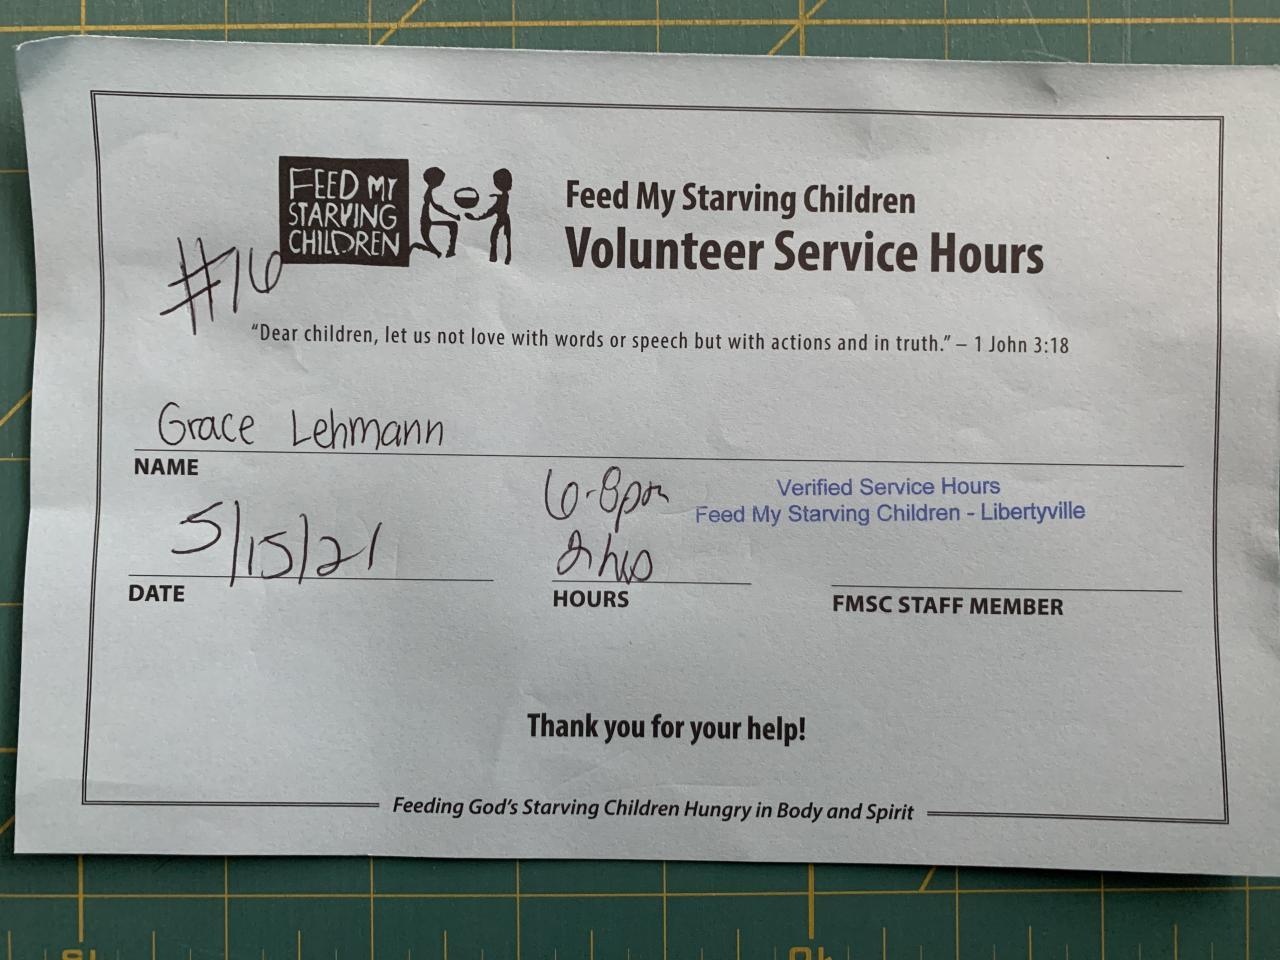 FEED MY
STARVING
CHILDREN
Feed My Starving Children
Volunteer Service Hours
#16
“Dear children, let us not love with words or speech but with actions and in truth.” – 1 John 3:18
Grace Lehmann
NAME
6-8pm
Verified Service Hours
Feed My Starving Children - Libertyville
5/15/21
2 hrs
DATE
HOURS
FMSC STAFF MEMBER
Thank you for your help!
Feeding God's Starving Children Hungry in Body and Spirit